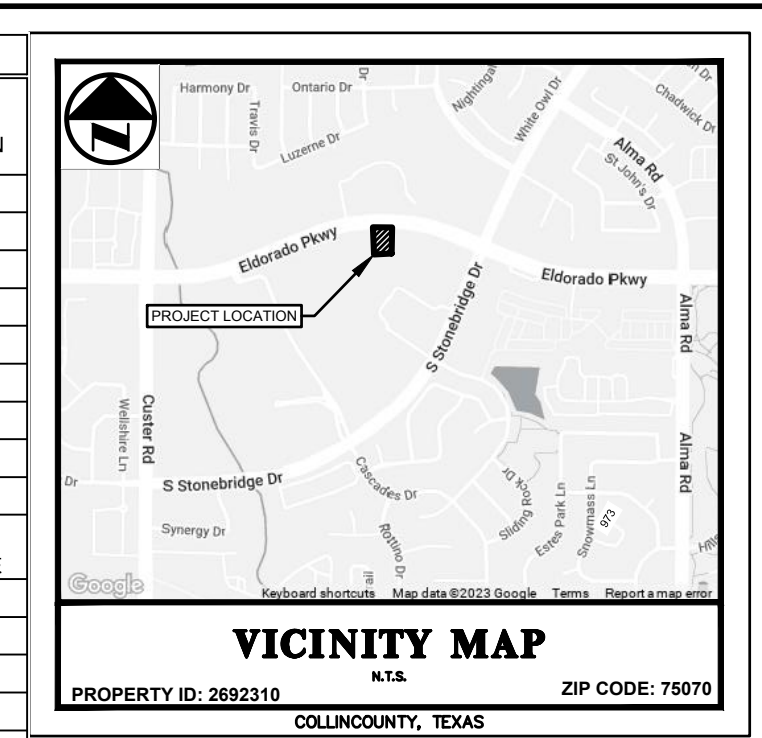 N
Harmony Dr
Ontario Dr
Dr
Travis Dr
Luzerne Dr
White Owl Dr
Chadwick Dr
Alma Rd
St John's Dr
Eldorado Pkwy
Eldorado Pkwy
PROJECT LOCATION
S Stonebridge Dr
Alma Rd
Wellshire Ln
Custer Rd
Alma Rd
Dr
S Stonebridge Dr
Cascades Dr
Sliding Rock Dr
Estes Park Ln
Snowmass Ln
973
Synergy Dr
Rottino Dr
Google
Keyboard shortcuts Map data ©2023 Google Terms Report a map error
VICINITY MAP
N.T.S.
PROPERTY ID: 2692310
ZIP CODE: 75070
COLLINCOUNTY, TEXAS